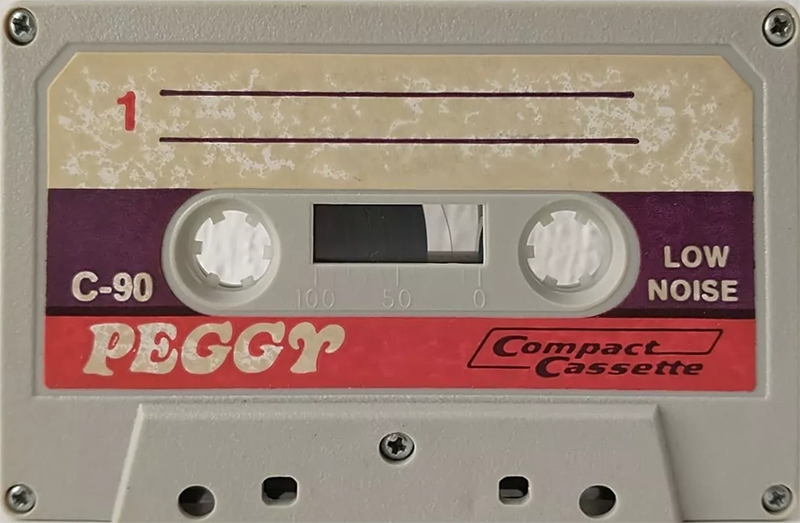 1
C-90
LOW
NOISE
100 50 0
PEGGY
Compact
Cassette